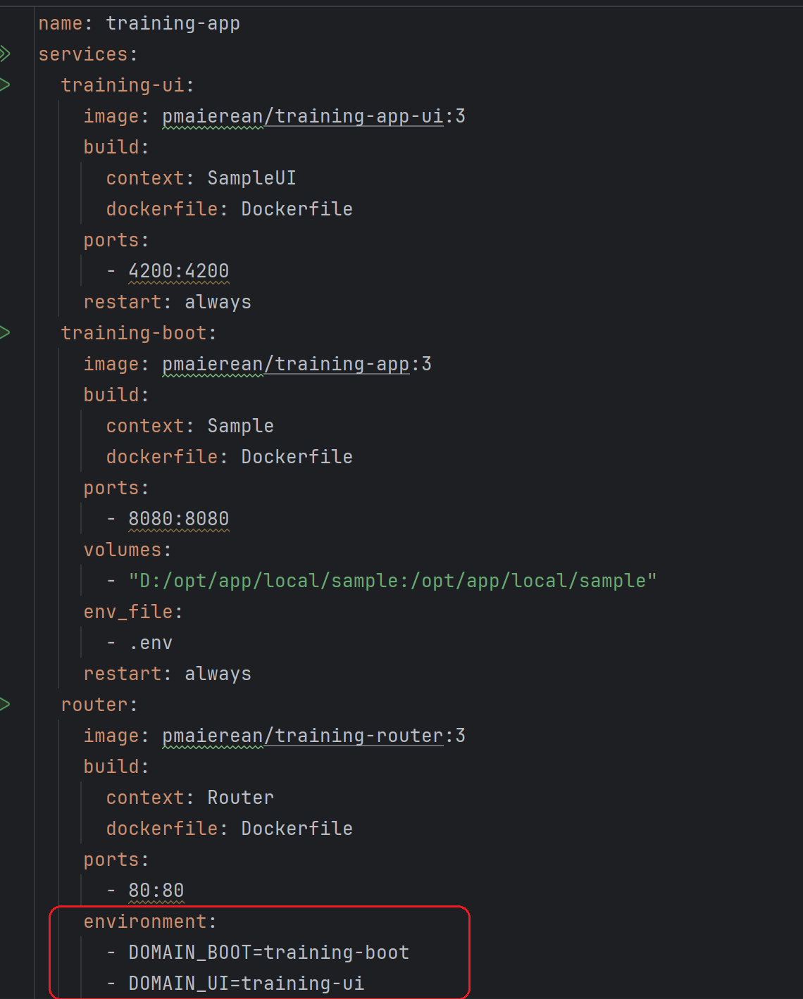 name: training-app
services:
  training-ui:
    image: pmaierean/training-app-ui:3
    build:
      context: SampleUI
      dockerfile: Dockerfile
    ports:
      - 4200:4200
    restart: always
  training-boot:
    image: pmaierean/training-app:3
    build:
      context: Sample
      dockerfile: Dockerfile
    ports:
      - 8080:8080
    volumes:
      - "D:/opt/app/local/sample:/opt/app/local/sample"
    env_file:
      - .env
    restart: always
  router:
    image: pmaierean/training-router:3
    build:
      context: Router
      dockerfile: Dockerfile
    ports:
      - 80:80
    environment:
      - DOMAIN_BOOT=training-boot
      - DOMAIN_UI=training-ui